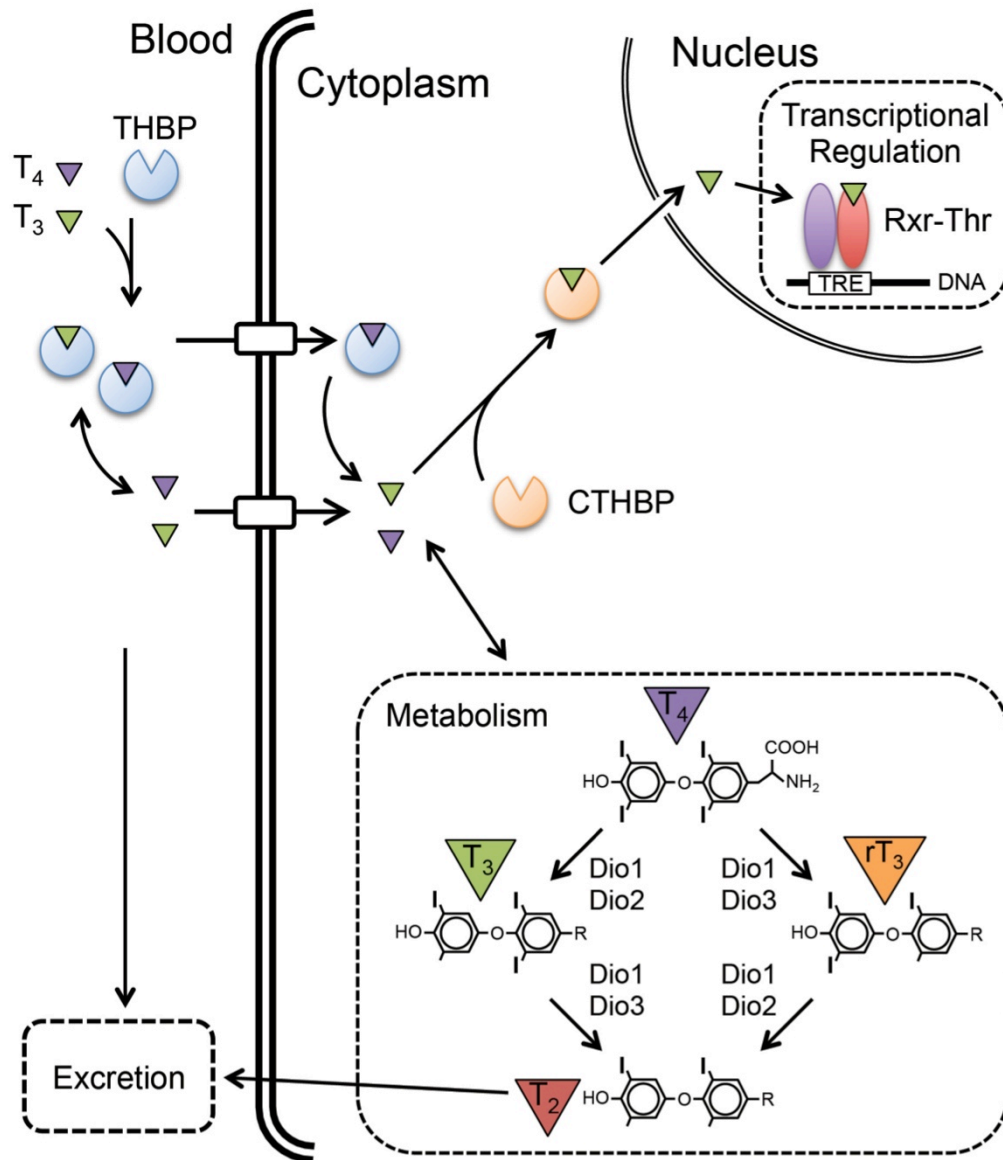 Blood
Cytoplasm
Nucleus
THBP
T4
T3
Transcriptional
Regulation
Rxr-Thr
TRE
DNA
CTHBP
Metabolism
T4
I
I
COOH
HO
O
NH2
I
I
T3
Dio1
Dio2
Dio1
Dio3
rT3
I
I
HO
O
R
I
I
I
HO
O
R
I
Dio1
Dio3
Dio1
Dio2
Excretion
T2
I
I
HO
O
R